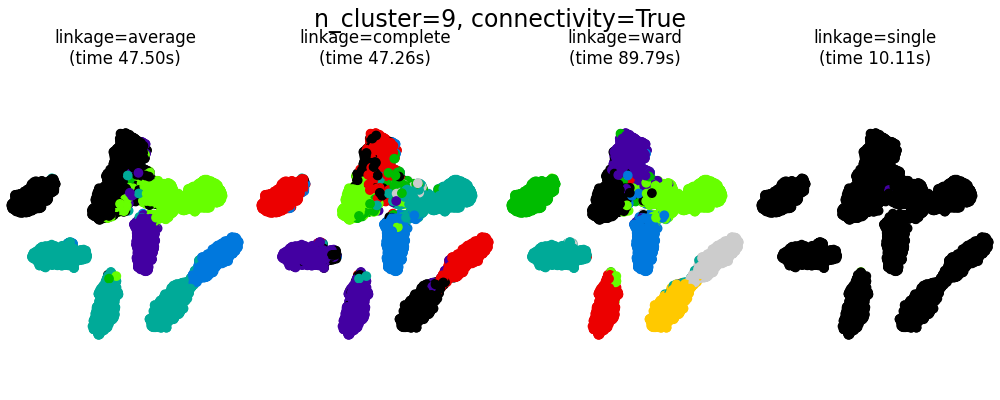 n_cluster=9, connectivity=True
linkage=average
(time 47.50s)
linkage=complete
(time 47.26s)
linkage=ward
(time 89.79s)
linkage=single
(time 10.11s)